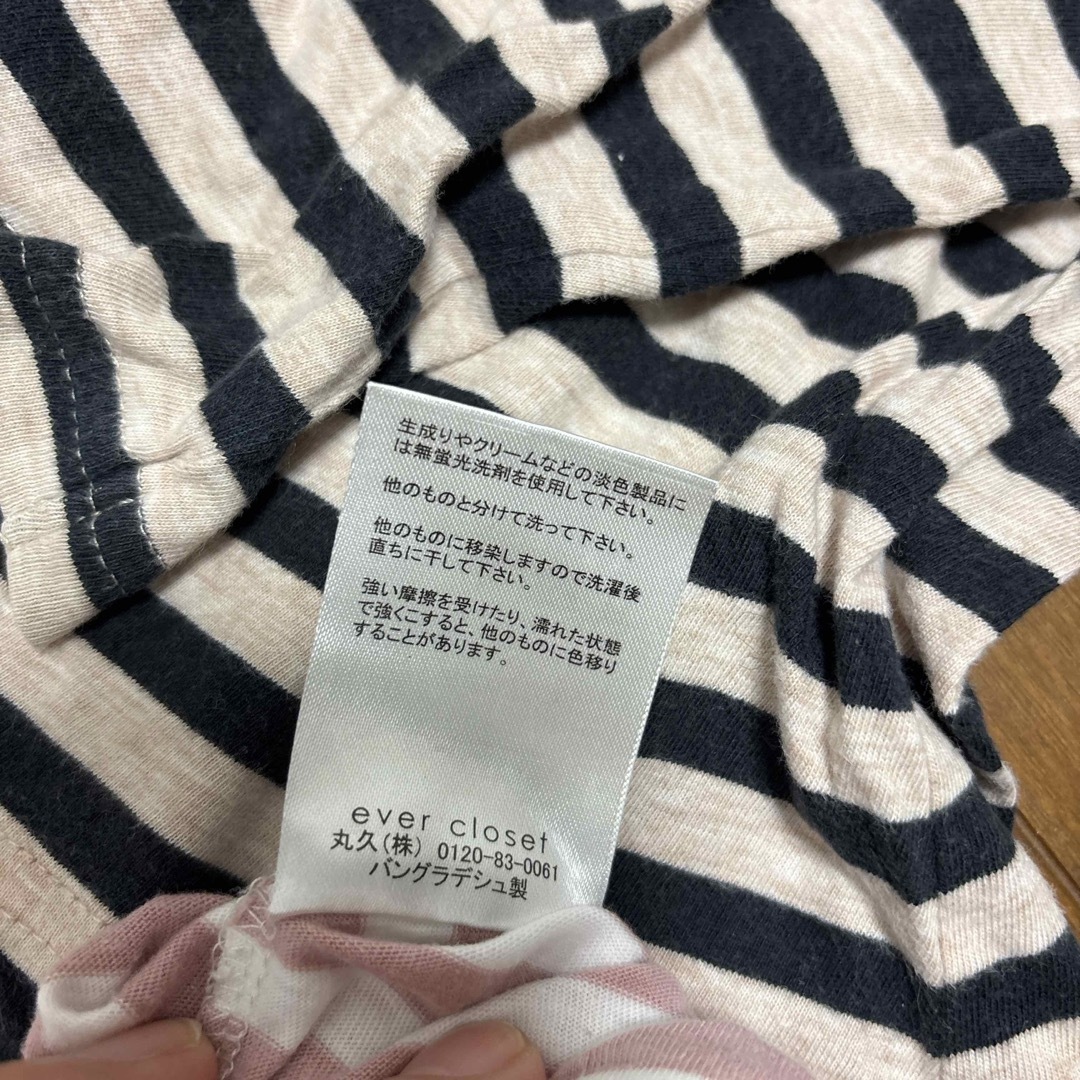 生成りやクリームなどの淡色製品に
は無蛍光洗剤を使用して下さい。
他のものと分けて洗って下さい。
他のものに移染しますので洗濯後
直ちに干して下さい。
強い摩擦を受けたり、濡れた状態
で強くこすると、他のものに色移り
することがあります。
ever closet
丸久(株) 0120-83-0061
バングラデシュ製